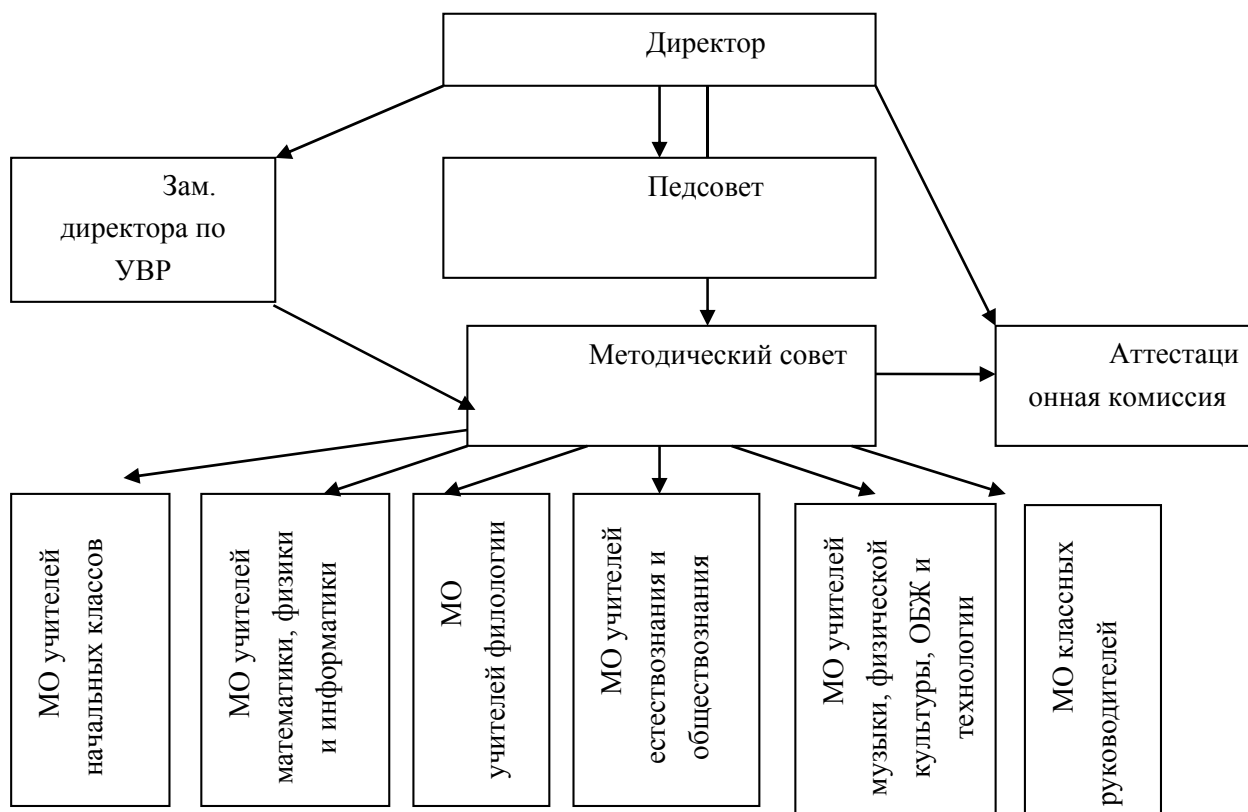 Директор
Педсовет
Зам.
директора по
УВР
Методический совет
Аттестаци
онная комиссия
МО учителей
начальных классов
МО учителей
математики, физики
и информатики
МО
учителей филологии
МО учителей
естествознания и
обществознания
МО учителей
музыки, физической
культуры, ОБЖ и
технологии
МО классных
руководителей